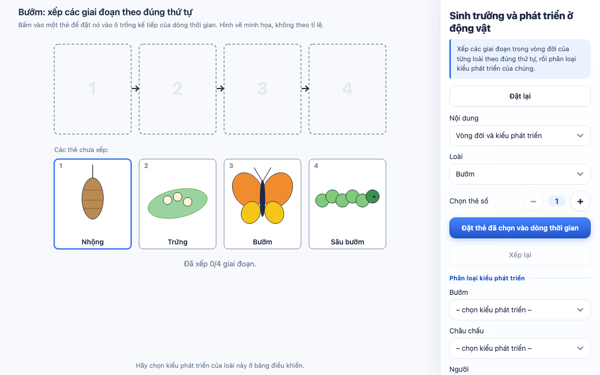 Bướm: xếp các giai đoạn theo đúng thứ tự
Bấm vào một thẻ để đặt nó vào ô trống kế tiếp của dòng thời gian. Hình vẽ minh họa, không theo tỉ lệ.
1
2
3
4
Các thẻ chưa xếp:
1
Nhộng
2
Trứng
3
Bướm
4
Sâu bướm
Đã xếp 0/4 giai đoạn.
Hãy chọn kiểu phát triển của loài này ở bảng điều khiển.
Sinh trưởng và phát triển ở
động vật
Xếp các giai đoạn trong vòng đời của
từng loài theo đúng thứ tự, rồi phân loại
kiểu phát triển của chúng.
Đặt lại
Nội dung
Vòng đời và kiểu phát triển
Loài
Bướm
Chọn thẻ số
− 1 +
Đặt thẻ đã chọn vào dòng thời gian
Xếp lại
Phân loại kiểu phát triển
Bướm
– chọn kiểu phát triển –
Châu chấu
– chọn kiểu phát triển –
Người